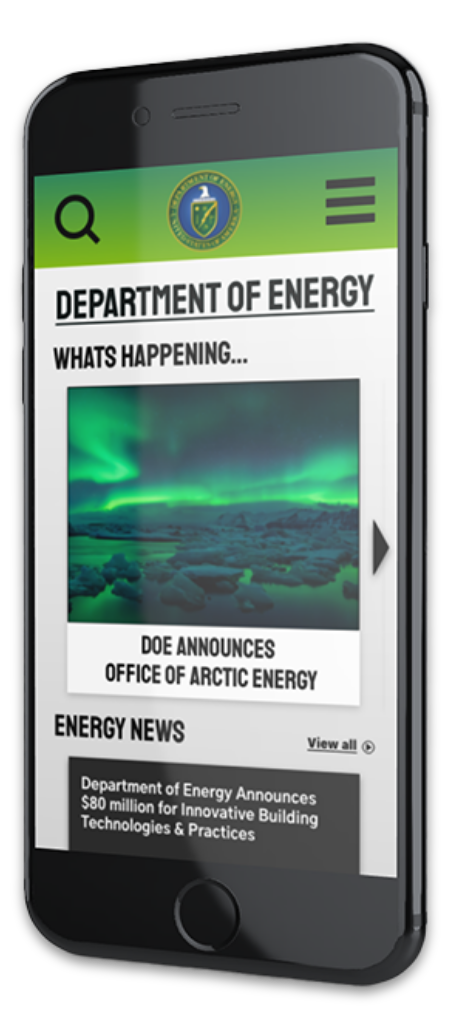 DEPARTMENT OF ENERGY
WHATS HAPPENING...
DOE ANNOUNCES
OFFICE OF ARCTIC ENERGY
ENERGY NEWS
View all
Department of Energy Announces
$80 million for Innovative Building
Technologies & Practices